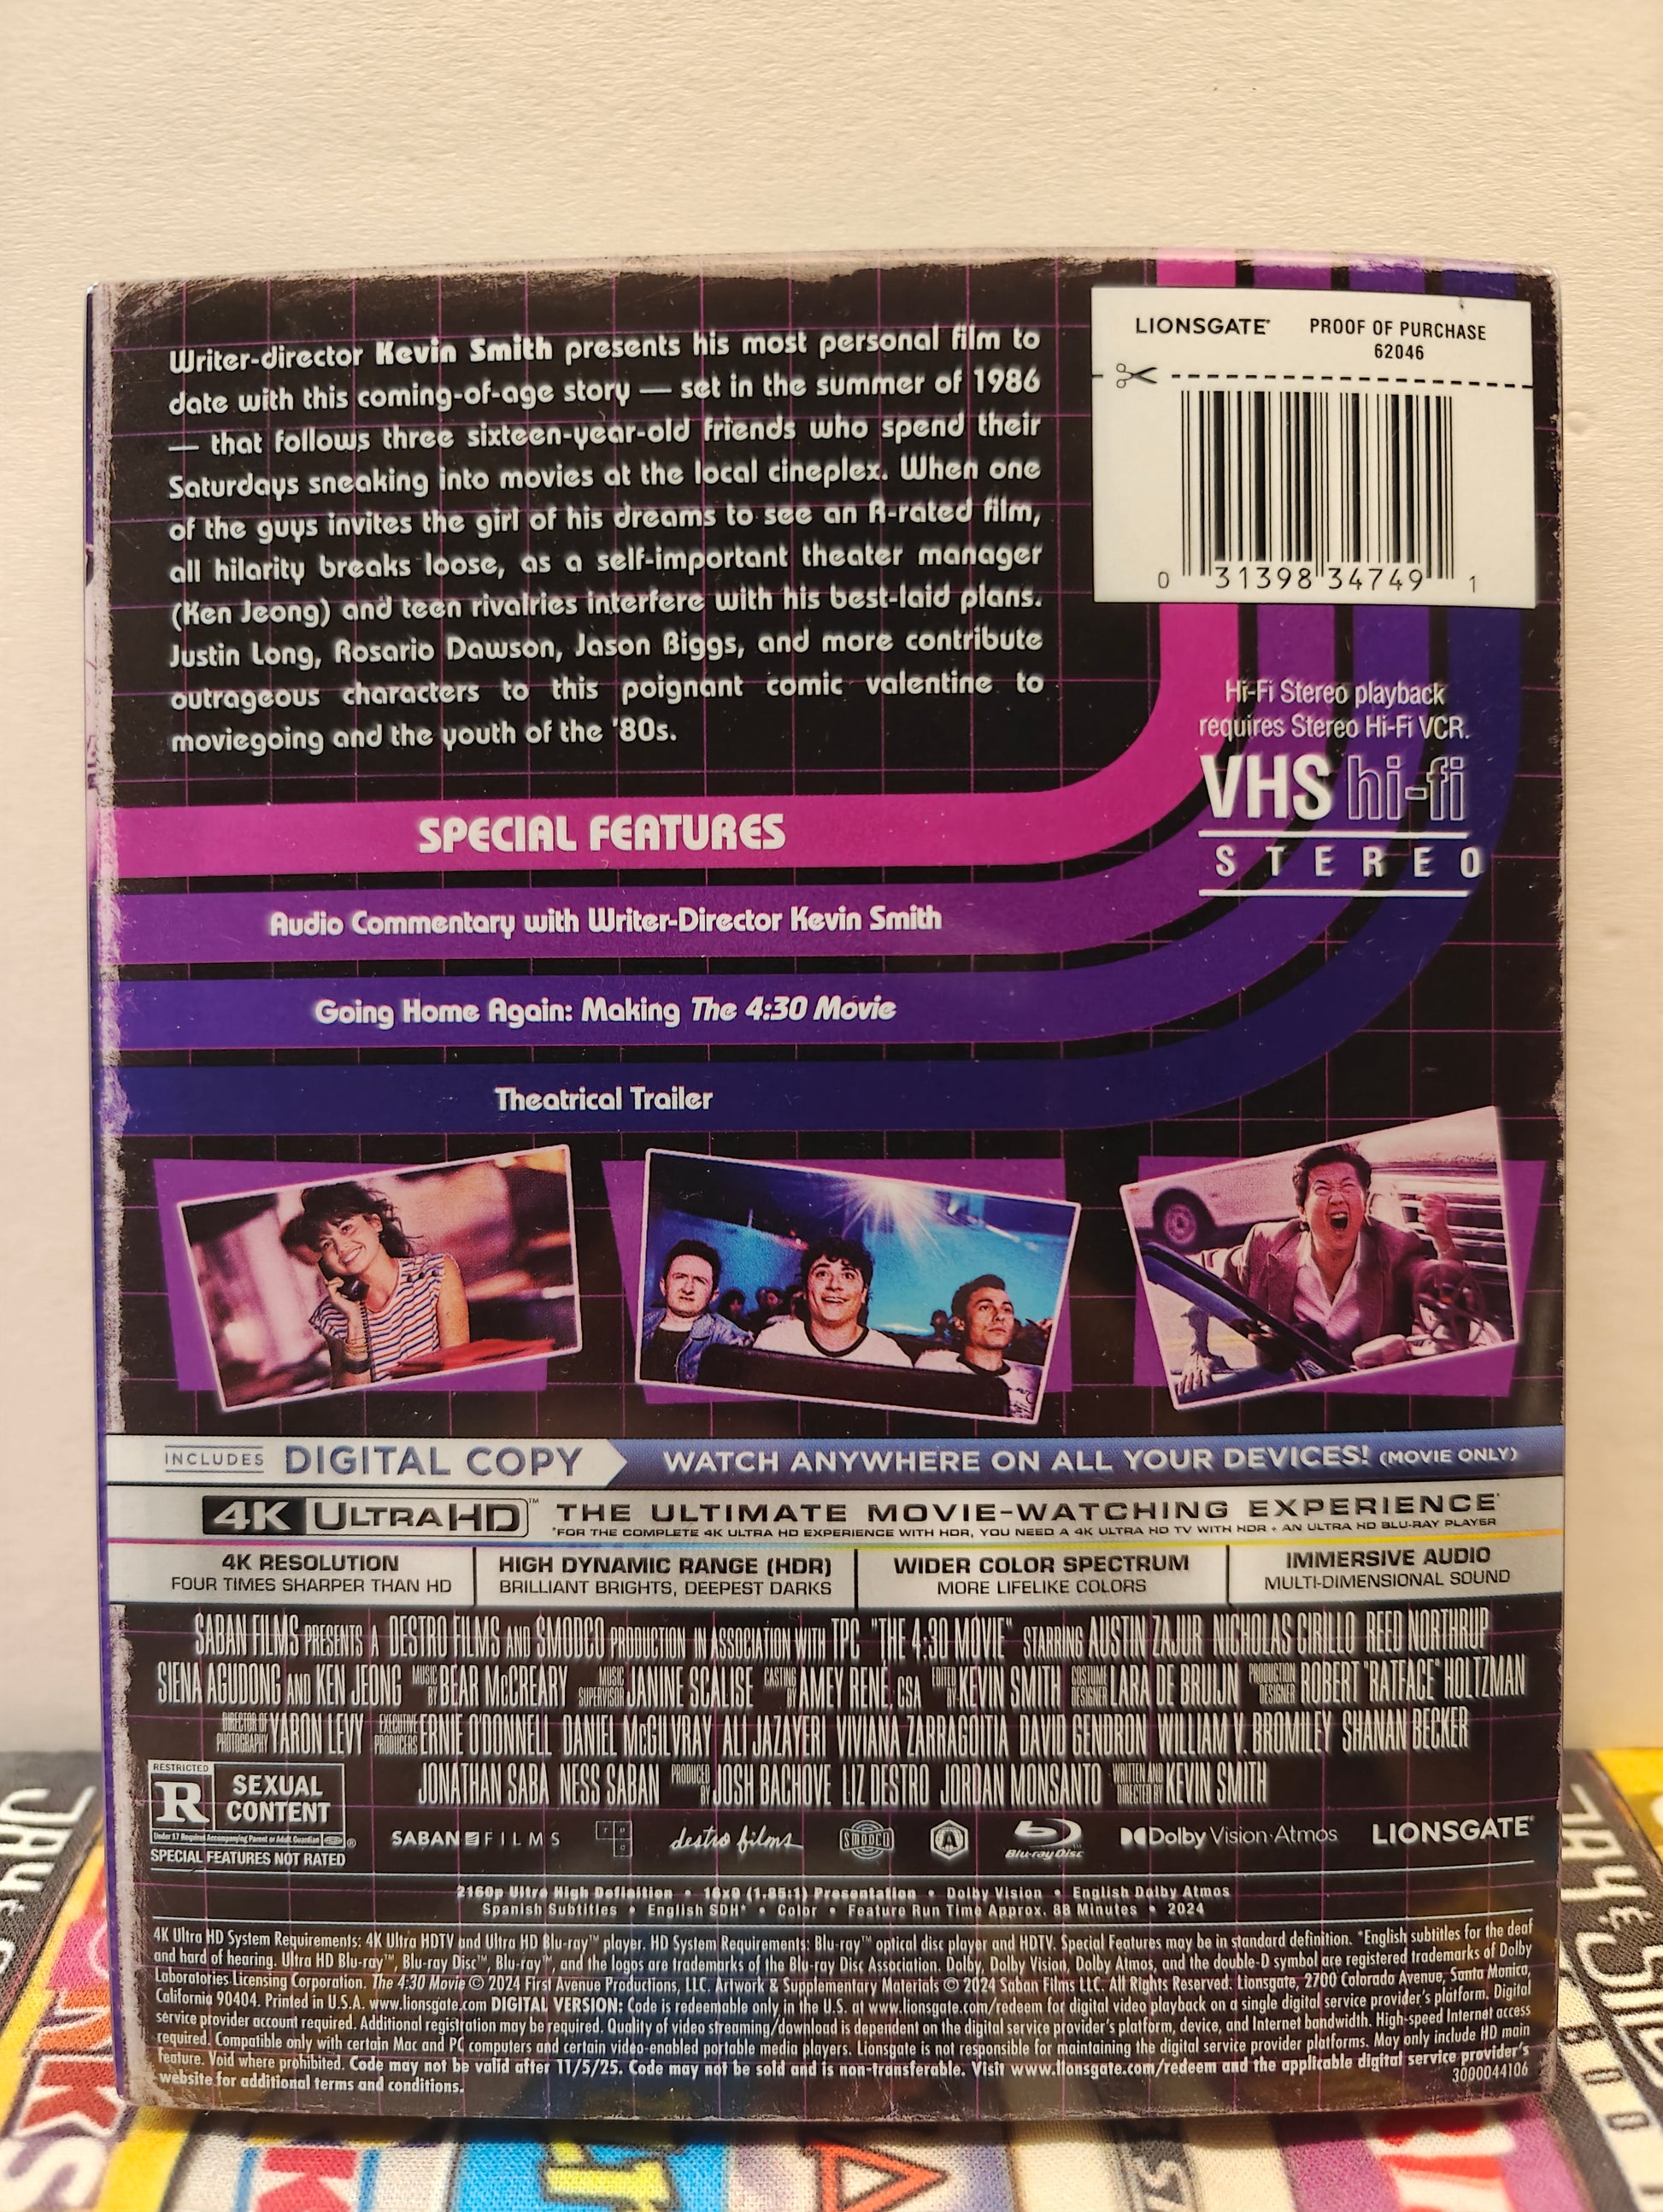 Writer-director Kevin Smith presents his most personal film to
date with this coming-of-age story — set in the summer of 1986
— that follows three sixteen-year-old friends who spend their
Saturdays sneaking into movies at the local cineplex. When one
of the guys invites the girl of his dreams to see an R-rated film,
all hilarity breaks loose, as a self-important theater manager
(Ken Jeong) and teen rivalries interfere with his best-laid plans.
Justin Long, Rosario Dawson, Jason Biggs, and more contribute
outrageous characters to this poignant comic valentine to
moviegoing and the youth of the '80s.
LIONSGATE PROOF OF PURCHASE
62046
0 31398 34749 1
Hi-Fi Stereo playback
requires Stereo Hi-Fi VCR.
VHS hi-fi
STEREO
SPECIAL FEATURES
Audio Commentary with Writer-Director Kevin Smith
Going Home Again: Making The 4:30 Movie
Theatrical Trailer
INCLUDES DIGITAL COPY WATCH ANYWHERE ON ALL YOUR DEVICES! (MOVIE ONLY)
4K ULTRA HD™ THE ULTIMATE MOVIE-WATCHING EXPERIENCE*
*FOR THE COMPLETE 4K ULTRA HD EXPERIENCE WITH HDR, YOU NEED A 4K ULTRA HD TV WITH HDR + AN ULTRA HD BLU-RAY PLAYER
4K RESOLUTION HIGH DYNAMIC RANGE (HDR) WIDER COLOR SPECTRUM IMMERSIVE AUDIO
FOUR TIMES SHARPER THAN HD BRILLIANT BRIGHTS, DEEPEST DARKS MORE LIFELIKE COLORS MULTI-DIMENSIONAL SOUND
SABAN FILMS PRESENTS A DESTRO FILMS AND SMODCO PRODUCTION IN ASSOCIATION WITH TPC "THE 4:30 MOVIE" STARRING AUSTIN ZAJUR NICHOLAS CIRILLO REED NORTHRUP
SIENA AGUDONG AND KEN JEONG MUSIC BY BEAR McCREARY MUSIC SUPERVISOR JANINE SCALISE CASTING BY AMEY RENE, CSA EDITED BY KEVIN SMITH COSTUME DESIGNER LARA DE BRUIJN PRODUCTION DESIGNER ROBERT "RATFACE" HOLTZMAN
DIRECTOR OF PHOTOGRAPHY YARON LEVY EXECUTIVE PRODUCERS ERNIE O'DONNELL DANIEL McGILVRAY ALI JAZAYERI VIVIANA ZARRAGOITIA DAVID GENDRON WILLIAM V. BROMILEY SHANAN BECKER
JONATHAN SABA NESS SABAN PRODUCED BY JOSH BACHOVE LIZ DESTRO JORDAN MONSANTO WRITTEN AND DIRECTED BY KEVIN SMITH
RESTRICTED
R SEXUAL CONTENT
Under 17 Requires Accompanying Parent or Adult Guardian ®
SPECIAL FEATURES NOT RATED
SABAN FILMS TPC destro films SMODCO A Blu-ray Disc Dolby Vision·Atmos LIONSGATE®
2160p Ultra High Definition • 16x9 (1.85:1) Presentation • Dolby Vision • English Dolby Atmos
Spanish Subtitles • English SDH* • Color • Feature Run Time Approx. 88 Minutes • 2024
4K Ultra HD System Requirements: 4K Ultra HDTV and Ultra HD Blu-ray™ player. HD System Requirements: Blu-ray™ optical disc player and HDTV. Special Features may be in standard definition. *English subtitles for the deaf
and hard of hearing. Ultra HD Blu-ray™, Blu-ray Disc™, Blu-ray™, and the logos are trademarks of the Blu-ray Disc Association. Dolby, Dolby Vision, Dolby Atmos, and the double-D symbol are registered trademarks of Dolby
Laboratories Licensing Corporation. The 4:30 Movie © 2024 First Avenue Productions, LLC. Artwork & Supplementary Materials © 2024 Saban Films LLC. All Rights Reserved. Lionsgate, 2700 Colorado Avenue, Santa Monica,
California 90404. Printed in U.S.A. www.lionsgate.com DIGITAL VERSION: Code is redeemable only in the U.S. at www.lionsgate.com/redeem for digital video playback on a single digital service provider's platform. Digital
service provider account required. Additional registration may be required. Quality of video streaming/download is dependent on the digital service provider's platform, device, and Internet bandwidth. High-speed Internet access
required. Compatible only with certain Mac and PC computers and certain video-enabled portable media players. Lionsgate is not responsible for maintaining the digital service provider platforms. May only include HD main
feature. Void where prohibited. Code may not be valid after 11/5/25. Code may not be sold and is non-transferable. Visit www.lionsgate.com/redeem and the applicable digital service provider's
website for additional terms and conditions.
3000044106